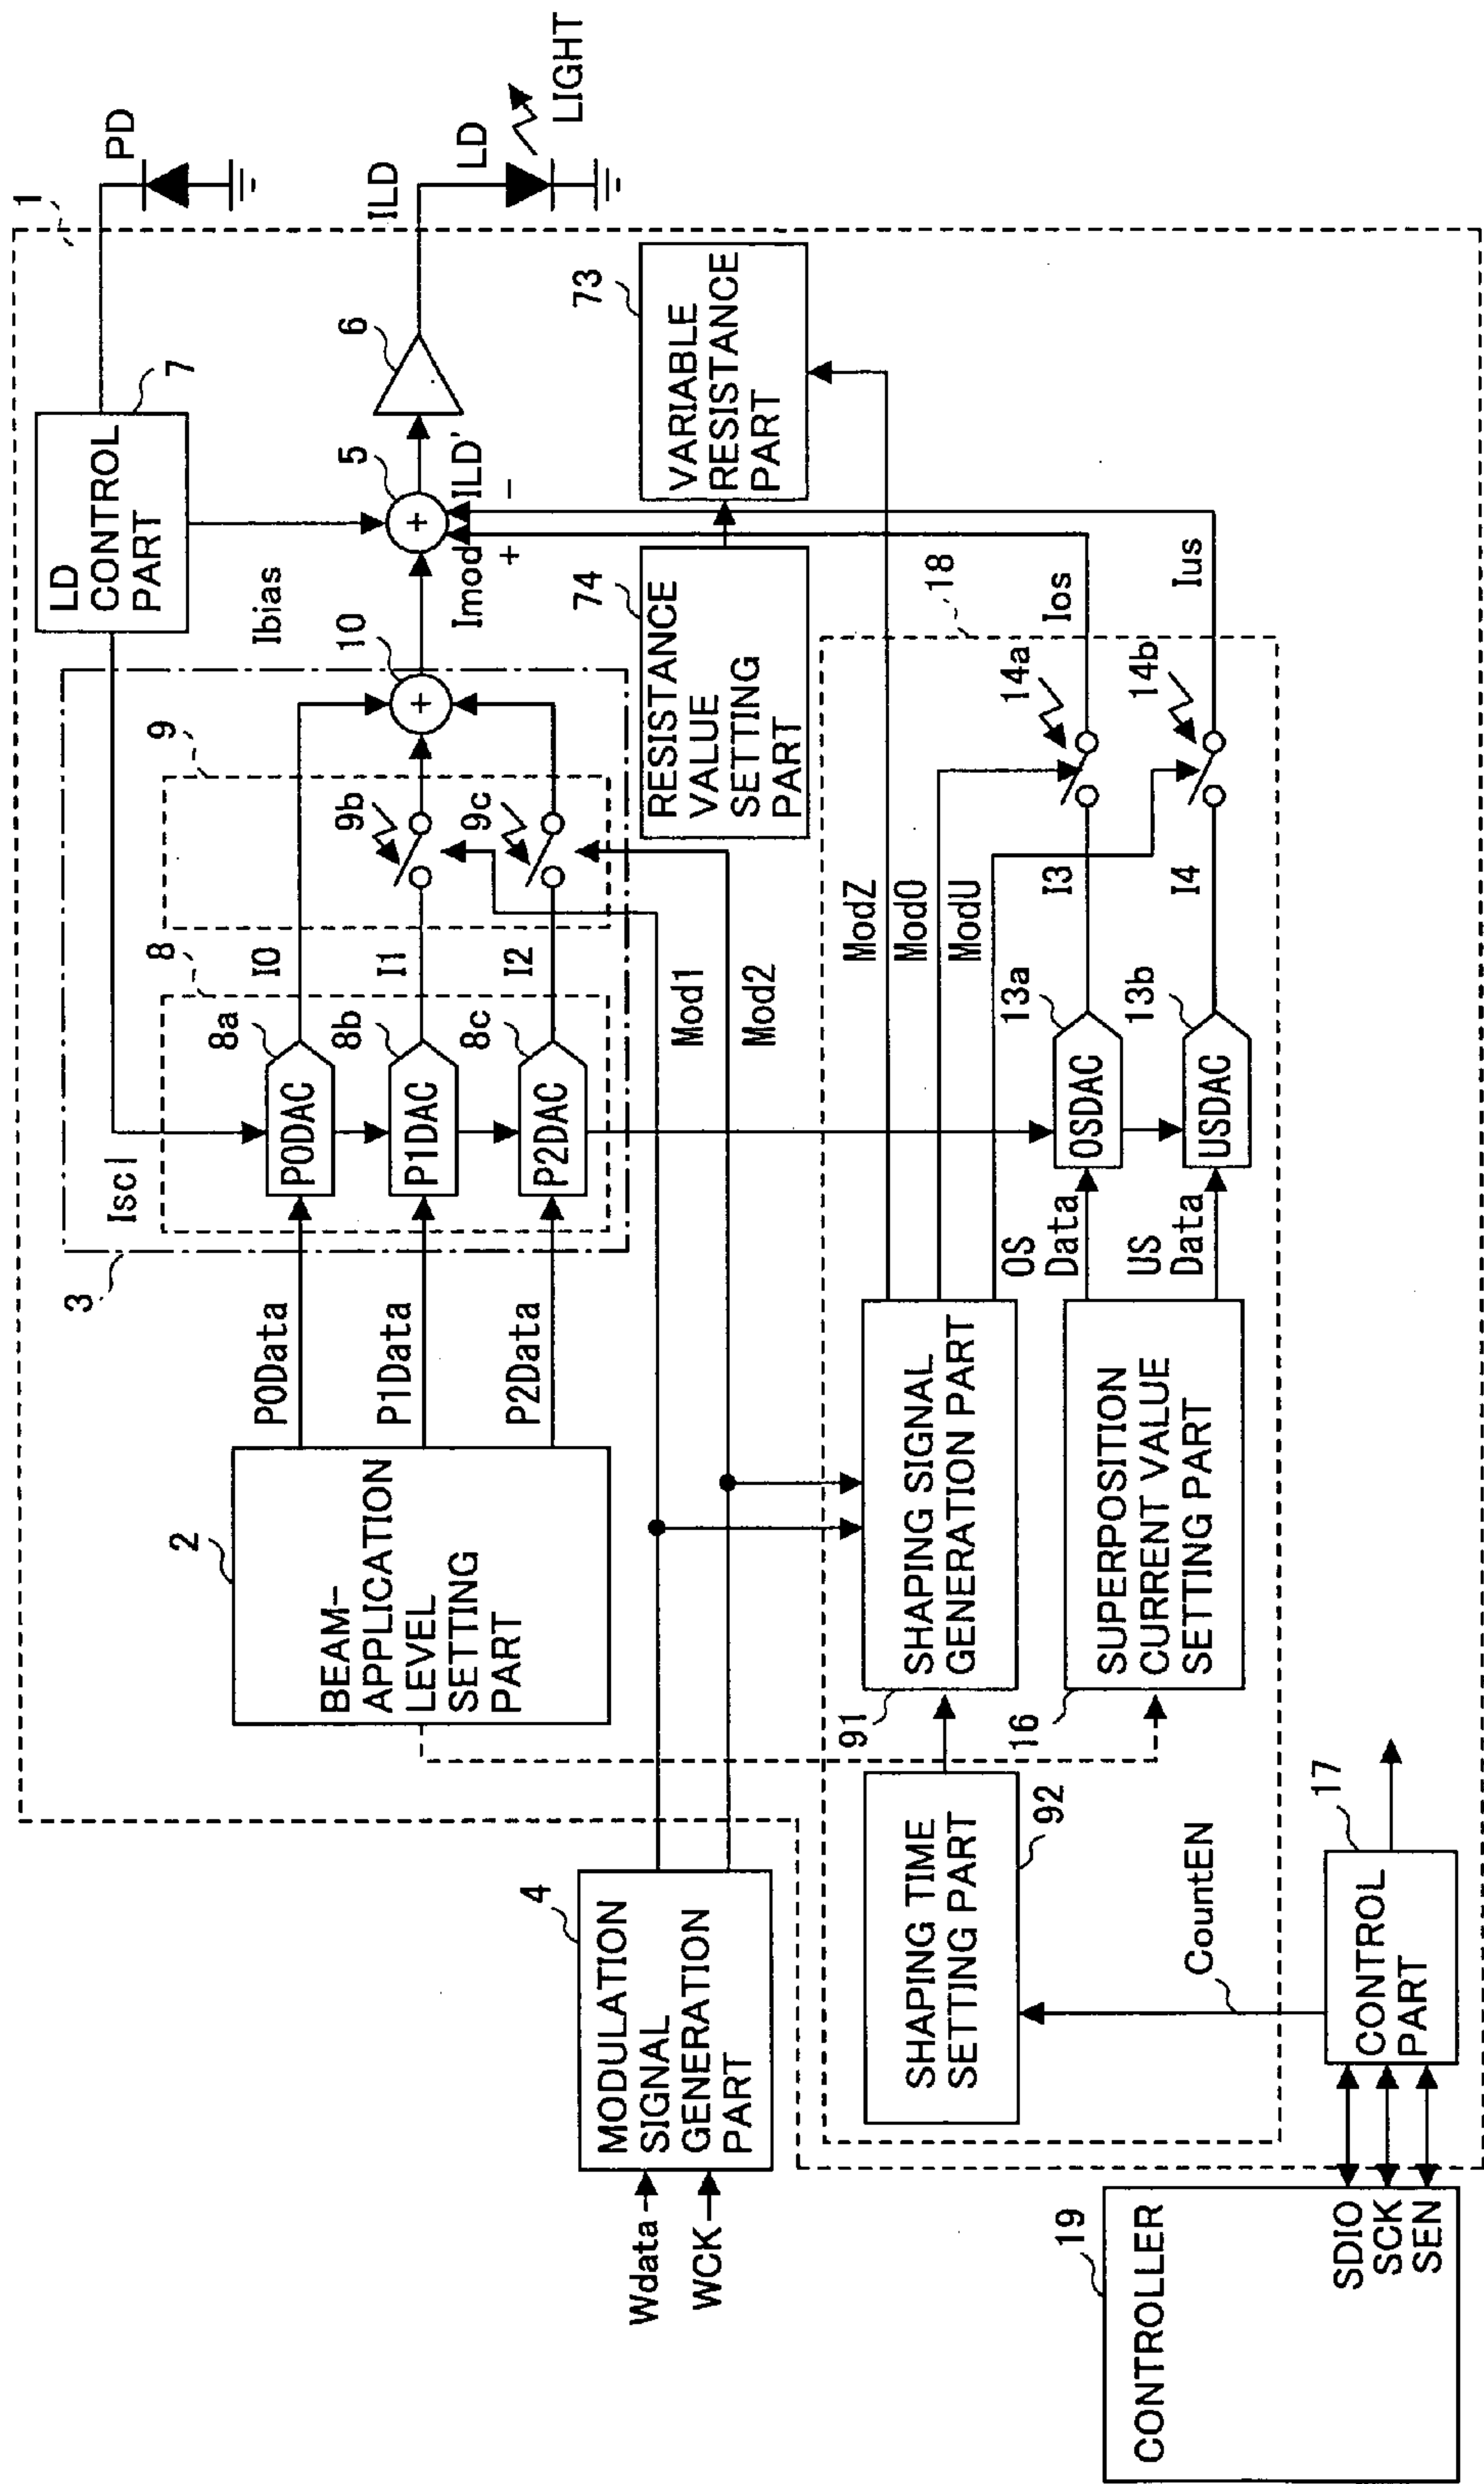 1
PD
LD
CONTROL
PART
7
ILD
LD
LIGHT
6
5
ILD'
Ibias
Imod
+
+
-
10
+
Iscl
3
9
9b
9c
8
I0
I1
I2
8a
8b
8c
P0DAC
P1DAC
P2DAC
P0Data
P1Data
P2Data
Mod1
Mod2
2
BEAM-
APPLICATION
LEVEL
SETTING
PART
73
VARIABLE
RESISTANCE
PART
74
RESISTANCE
VALUE
SETTING
PART
18
Ios
Ius
14a
14b
ModZ
ModO
ModU
I3
I4
13a
13b
OSDAC
USDAC
OS
Data
US
Data
SHAPING SIGNAL
GENERATION PART
91
SUPERPOSITION
CURRENT VALUE
SETTING PART
16
4
MODULATION
SIGNAL
GENERATION
PART
Wdata
WCK
SHAPING TIME
SETTING PART
92
CountEN
17
CONTROL
PART
19
CONTROLLER
SDIO
SCK
SEN